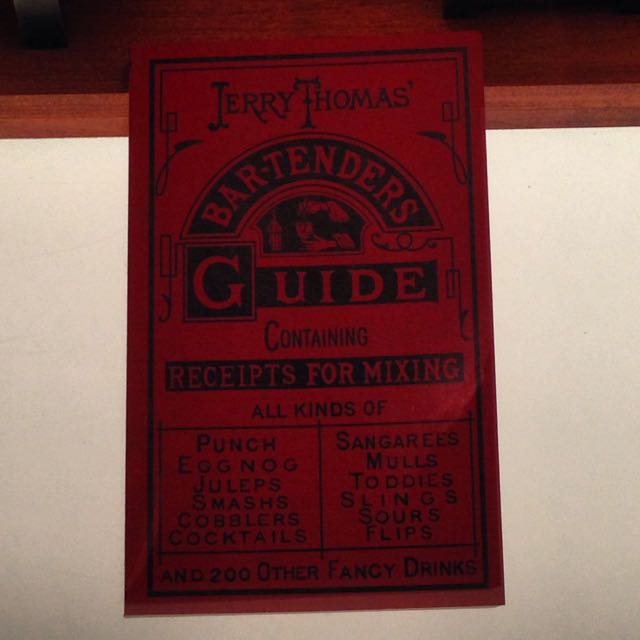 JERRY THOMAS'
BAR-TENDERS
GUIDE
CONTAINING
RECEIPTS FOR MIXING
ALL KINDS OF
PUNCH
EGGNOG
JULEPS
SMASHS
COBBLERS
COCKTAILS
SANGAREES
MULLS
TODDIES
SLINGS
SOURS
FLIPS
AND 200 OTHER FANCY DRINKS